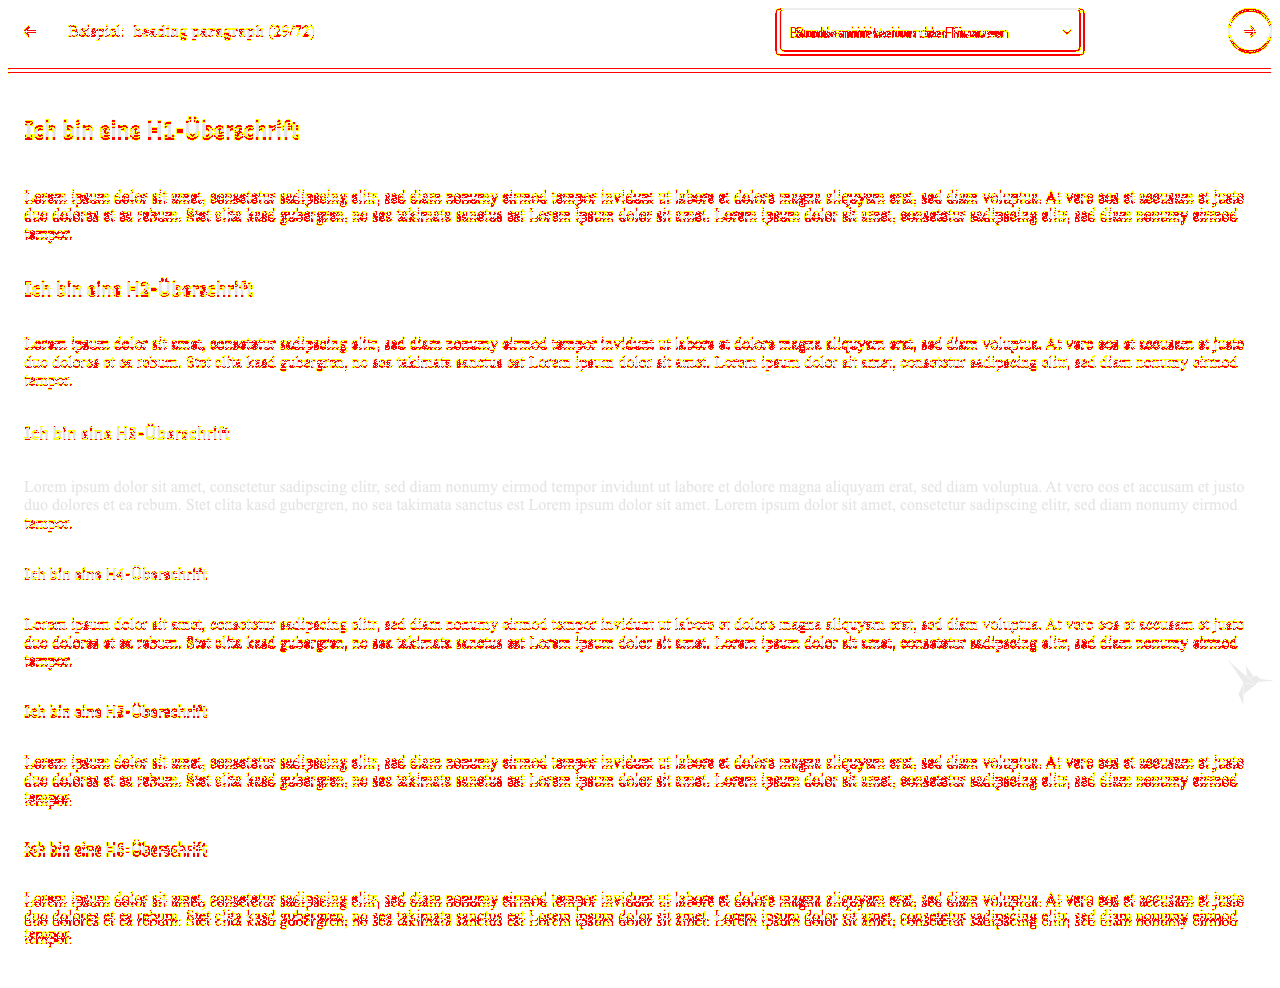 Beispiel: heading paragraph (29/72)
Ich bin eine H1-Überschrift
Lorem ipsum dolor sit amet, consetetur sadipscing elitr, sed diam nonumy eirmod tempor invidunt ut labore et dolore magna aliquyam erat, sed diam voluptua. At vero eos et accusam et justo
duo dolores et ea rebum. Stet clita kasd gubergren, no sea takimata sanctus est Lorem ipsum dolor sit amet. Lorem ipsum dolor sit amet, consetetur sadipscing elitr, sed diam nonumy eirmod
tempor.
Ich bin eine H2-Überschrift
Lorem ipsum dolor sit amet, consetetur sadipscing elitr, sed diam nonumy eirmod tempor invidunt ut labore et dolore magna aliquyam erat, sed diam voluptua. At vero eos et accusam et justo
duo dolores et ea rebum. Stet clita kasd gubergren, no sea takimata sanctus est Lorem ipsum dolor sit amet. Lorem ipsum dolor sit amet, consetetur sadipscing elitr, sed diam nonumy eirmod
tempor.
Ich bin eine H3-Überschrift
Lorem ipsum dolor sit amet, consetetur sadipscing elitr, sed diam nonumy eirmod tempor invidunt ut labore et dolore magna aliquyam erat, sed diam voluptua. At vero eos et accusam et justo
duo dolores et ea rebum. Stet clita kasd gubergren, no sea takimata sanctus est Lorem ipsum dolor sit amet. Lorem ipsum dolor sit amet, consetetur sadipscing elitr, sed diam nonumy eirmod
tempor.
Ich bin eine H4-Überschrift
Lorem ipsum dolor sit amet, consetetur sadipscing elitr, sed diam nonumy eirmod tempor invidunt ut labore et dolore magna aliquyam erat, sed diam voluptua. At vero eos et accusam et justo
duo dolores et ea rebum. Stet clita kasd gubergren, no sea takimata sanctus est Lorem ipsum dolor sit amet. Lorem ipsum dolor sit amet, consetetur sadipscing elitr, sed diam nonumy eirmod
tempor.
Ich bin eine H5-Überschrift
Lorem ipsum dolor sit amet, consetetur sadipscing elitr, sed diam nonumy eirmod tempor invidunt ut labore et dolore magna aliquyam erat, sed diam voluptua. At vero eos et accusam et justo
duo dolores et ea rebum. Stet clita kasd gubergren, no sea takimata sanctus est Lorem ipsum dolor sit amet. Lorem ipsum dolor sit amet, consetetur sadipscing elitr, sed diam nonumy eirmod
tempor.
Ich bin eine H6-Überschrift
Lorem ipsum dolor sit amet, consetetur sadipscing elitr, sed diam nonumy eirmod tempor invidunt ut labore et dolore magna aliquyam erat, sed diam voluptua. At vero eos et accusam et justo
duo dolores et ea rebum. Stet clita kasd gubergren, no sea takimata sanctus est Lorem ipsum dolor sit amet. Lorem ipsum dolor sit amet, consetetur sadipscing elitr, sed diam nonumy eirmod
tempor.